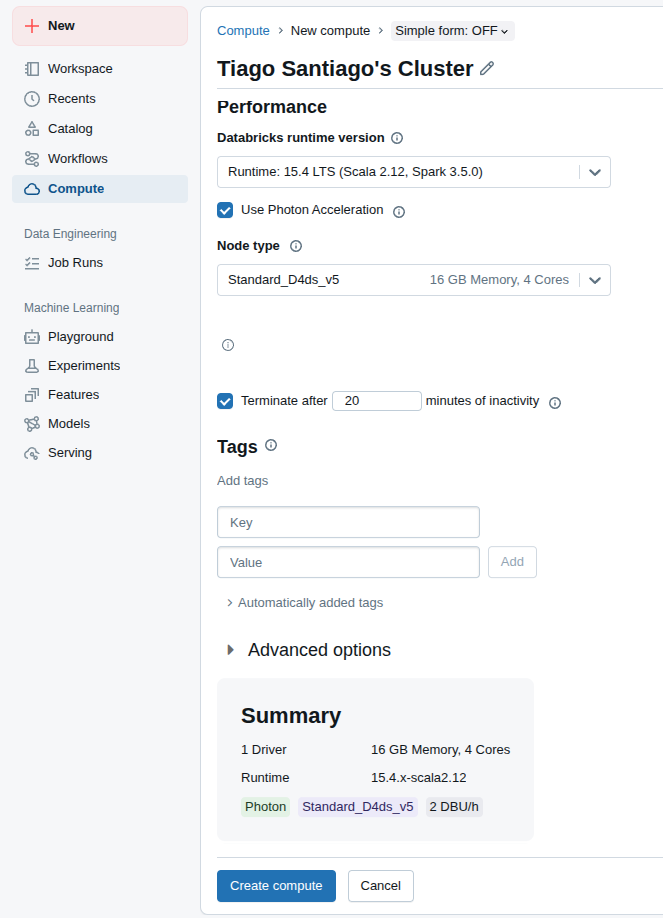 New
Workspace
Recents
Catalog
Workflows
Compute
Data Engineering
Job Runs
Machine Learning
Playground
Experiments
Features
Models
Serving
Compute > New compute > Simple form: OFF
Tiago Santiago's Cluster
Performance
Databricks runtime version
Runtime: 15.4 LTS (Scala 2.12, Spark 3.5.0)
Use Photon Acceleration
Node type
Standard_D4ds_v5 16 GB Memory, 4 Cores
Terminate after 20 minutes of inactivity
Tags
Add tags
Key
Value Add
Automatically added tags
Advanced options
Summary
1 Driver 16 GB Memory, 4 Cores
Runtime 15.4.x-scala2.12
Photon Standard_D4ds_v5 2 DBU/h
Create compute Cancel